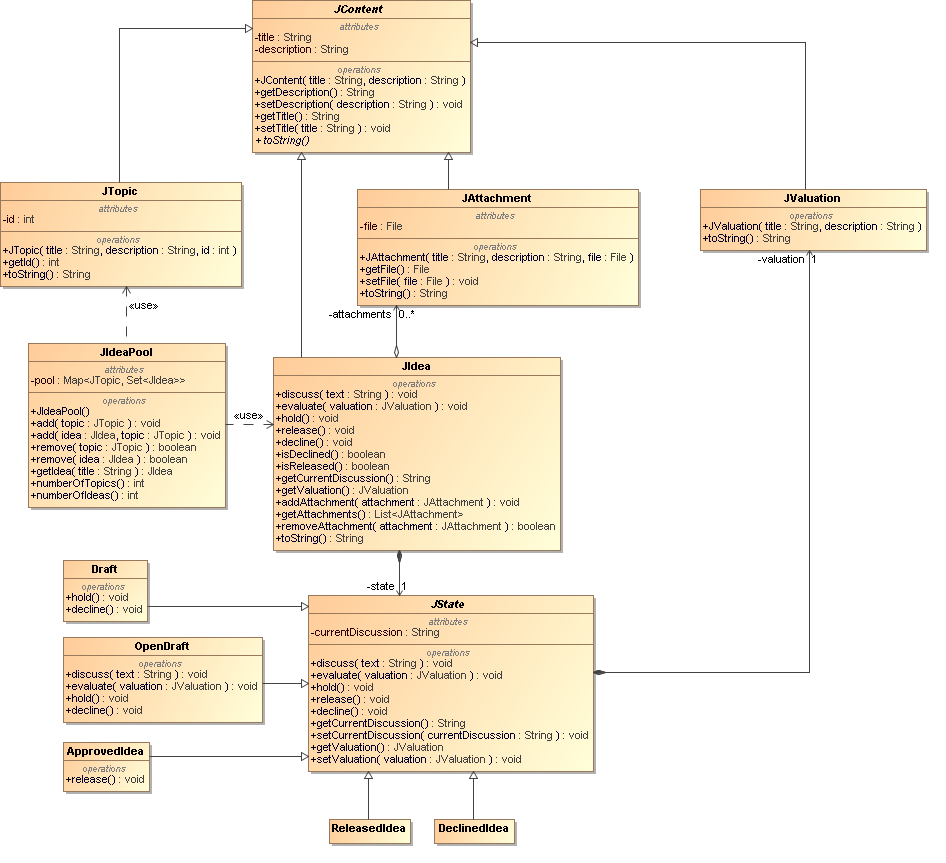 JContent
attributes
-title : String
-description : String
operations
+JContent( title : String, description : String )
+getDescription() : String
+setDescription( description : String ) : void
+getTitle() : String
+setTitle( title : String ) : void
+ toString()
JTopic
attributes
-id : int
operations
+JTopic( title : String, description : String, id : int )
+getId() : int
+toString() : String
JAttachment
attributes
-file : File
operations
+JAttachment( title : String, description : String, file : File )
+getFile() : File
+setFile( file : File ) : void
+toString() : String
JValuation
operations
+JValuation( title : String, description : String )
+toString() : String
-valuation 1
«use»
-attachments 0..*
JIdeaPool
attributes
-pool : Map<JTopic, Set<JIdea>>
operations
+JIdeaPool()
+add( topic : JTopic ) : void
+add( idea : JIdea, topic : JTopic ) : void
+remove( topic : JTopic ) : boolean
+remove( idea : JIdea ) : boolean
+getIdea( title : String ) : JIdea
+numberOfTopics() : int
+numberOfIdeas() : int
«use»
JIdea
operations
+discuss( text : String ) : void
+evaluate( valuation : JValuation ) : void
+hold() : void
+release() : void
+decline() : void
+isDeclined() : boolean
+isReleased() : boolean
+getCurrentDiscussion() : String
+getValuation() : JValuation
+addAttachment( attachment : JAttachment ) : void
+getAttachments() : List<JAttachment>
+removeAttachment( attachment : JAttachment ) : boolean
+toString() : String
-state 1
Draft
operations
+hold() : void
+decline() : void
OpenDraft
operations
+discuss( text : String ) : void
+evaluate( valuation : JValuation ) : void
+hold() : void
+decline() : void
ApprovedIdea
operations
+release() : void
JState
attributes
-currentDiscussion : String
operations
+discuss( text : String ) : void
+evaluate( valuation : JValuation ) : void
+hold() : void
+release() : void
+decline() : void
+getCurrentDiscussion() : String
+setCurrentDiscussion( currentDiscussion : String ) : void
+getValuation() : JValuation
+setValuation( valuation : JValuation ) : void
ReleasedIdea
DeclinedIdea